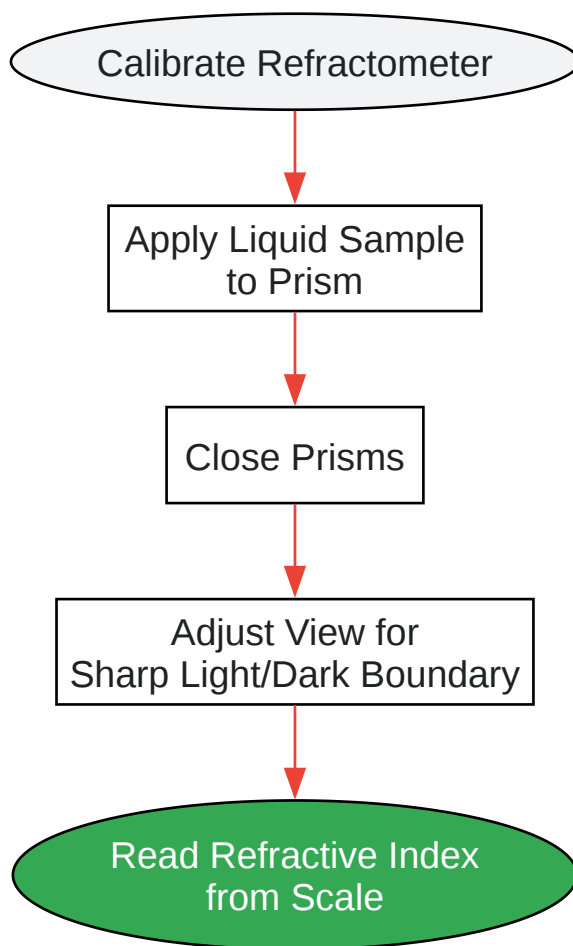 Calibrate Refractometer
Apply Liquid Sample
to Prism
Close Prisms
Adjust View for
Sharp Light/Dark Boundary
Read Refractive Index
from Scale